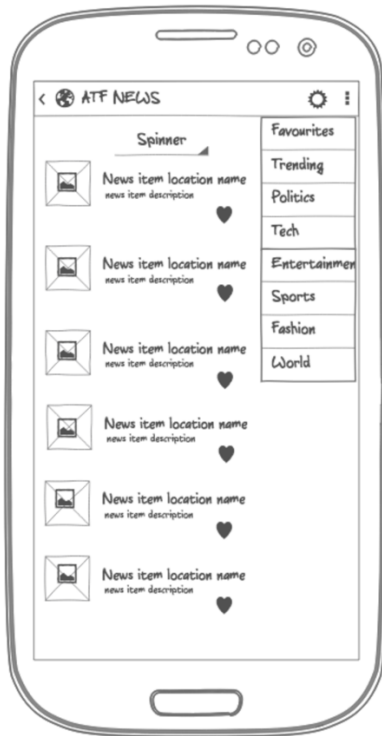 ATF NEWS
Spinner
Favourites
Trending
Politics
Tech
Entertainmen
Sports
Fashion
World
News item location name
news item description
News item location name
news item description
News item location name
news item description
News item location name
news item description
News item location name
news item description
News item location name
news item description